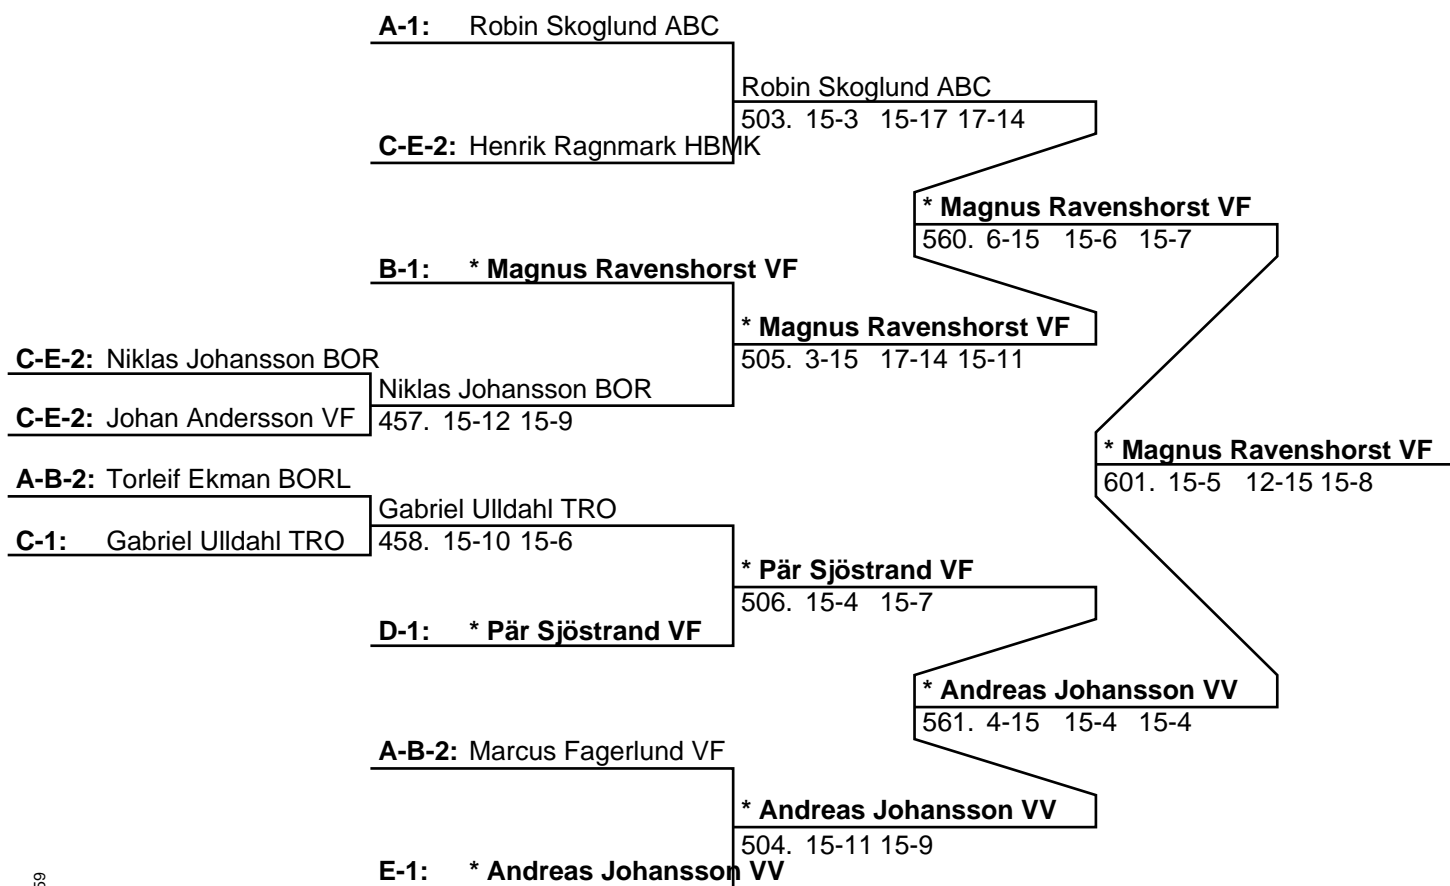 A-1: Robin Skoglund ABC
Robin Skoglund ABC
503. 15-3 15-17 17-14
C-E-2: Henrik Ragnmark HBMK
* Magnus Ravenshorst VF
560. 6-15 15-6 15-7
B-1: * Magnus Ravenshorst VF
* Magnus Ravenshorst VF
505. 3-15 17-14 15-11
C-E-2: Niklas Johansson BOR
Niklas Johansson BOR
C-E-2: Johan Andersson VF
457. 15-12 15-9
* Magnus Ravenshorst VF
601. 15-5 12-15 15-8
A-B-2: Torleif Ekman BORL
Gabriel Ulldahl TRO
C-1: Gabriel Ulldahl TRO
458. 15-10 15-6
* Pär Sjöstrand VF
506. 15-4 15-7
D-1: * Pär Sjöstrand VF
* Andreas Johansson VV
561. 4-15 15-4 15-4
A-B-2: Marcus Fagerlund VF
* Andreas Johansson VV
504. 15-11 15-9
E-1: * Andreas Johansson VV